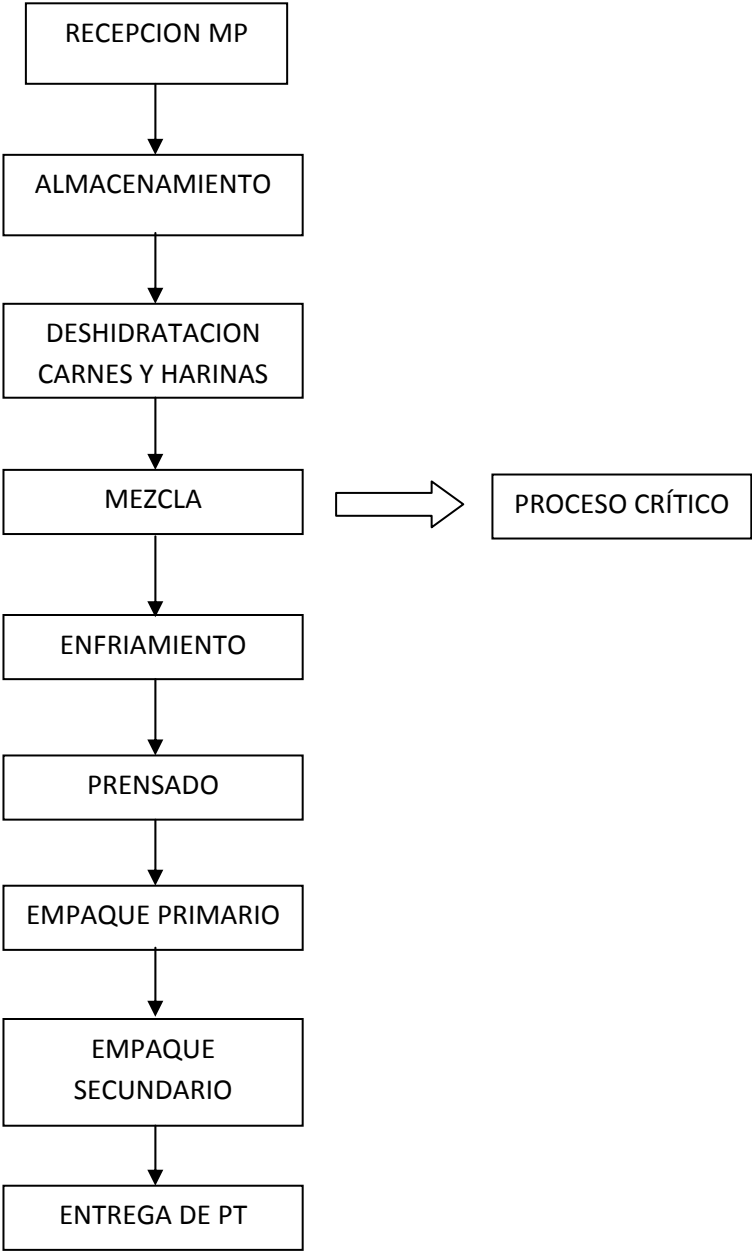 RECEPCION MP
ALMACENAMIENTO
DESHIDRATACION
CARNES Y HARINAS
MEZCLA
PROCESO CRÍTICO
ENFRIAMIENTO
PRENSADO
EMPAQUE PRIMARIO
EMPAQUE
SECUNDARIO
ENTREGA DE PT